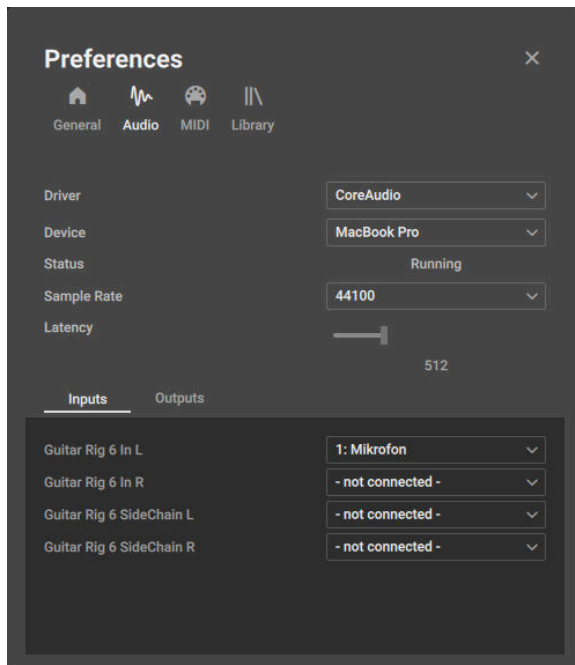 Preferences
General Audio MIDI Library
Driver CoreAudio
Device MacBook Pro
Status Running
Sample Rate 44100
Latency
512
Inputs Outputs
Guitar Rig 6 In L 1: Mikrofon
Guitar Rig 6 In R - not connected -
Guitar Rig 6 SideChain L - not connected -
Guitar Rig 6 SideChain R - not connected -